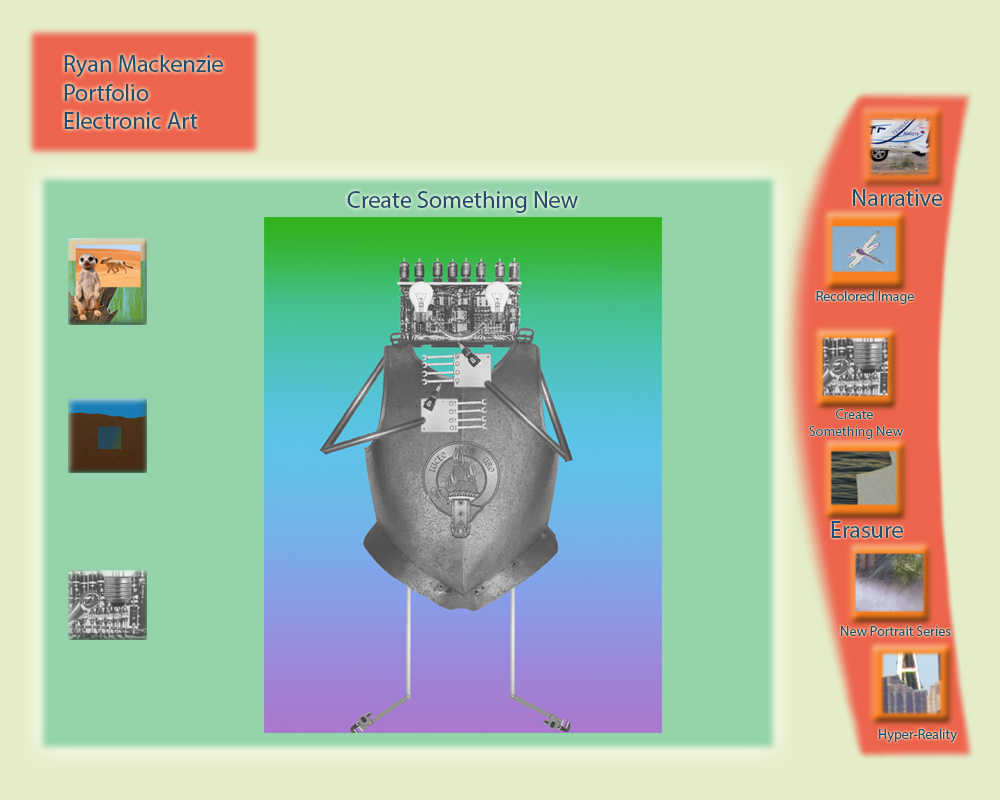 Ryan Mackenzie
Portfolio
Electronic Art
Create Something New
Narrative
Recolored Image
Create
Something New
Erasure
New Portrait Series
Hyper-Reality